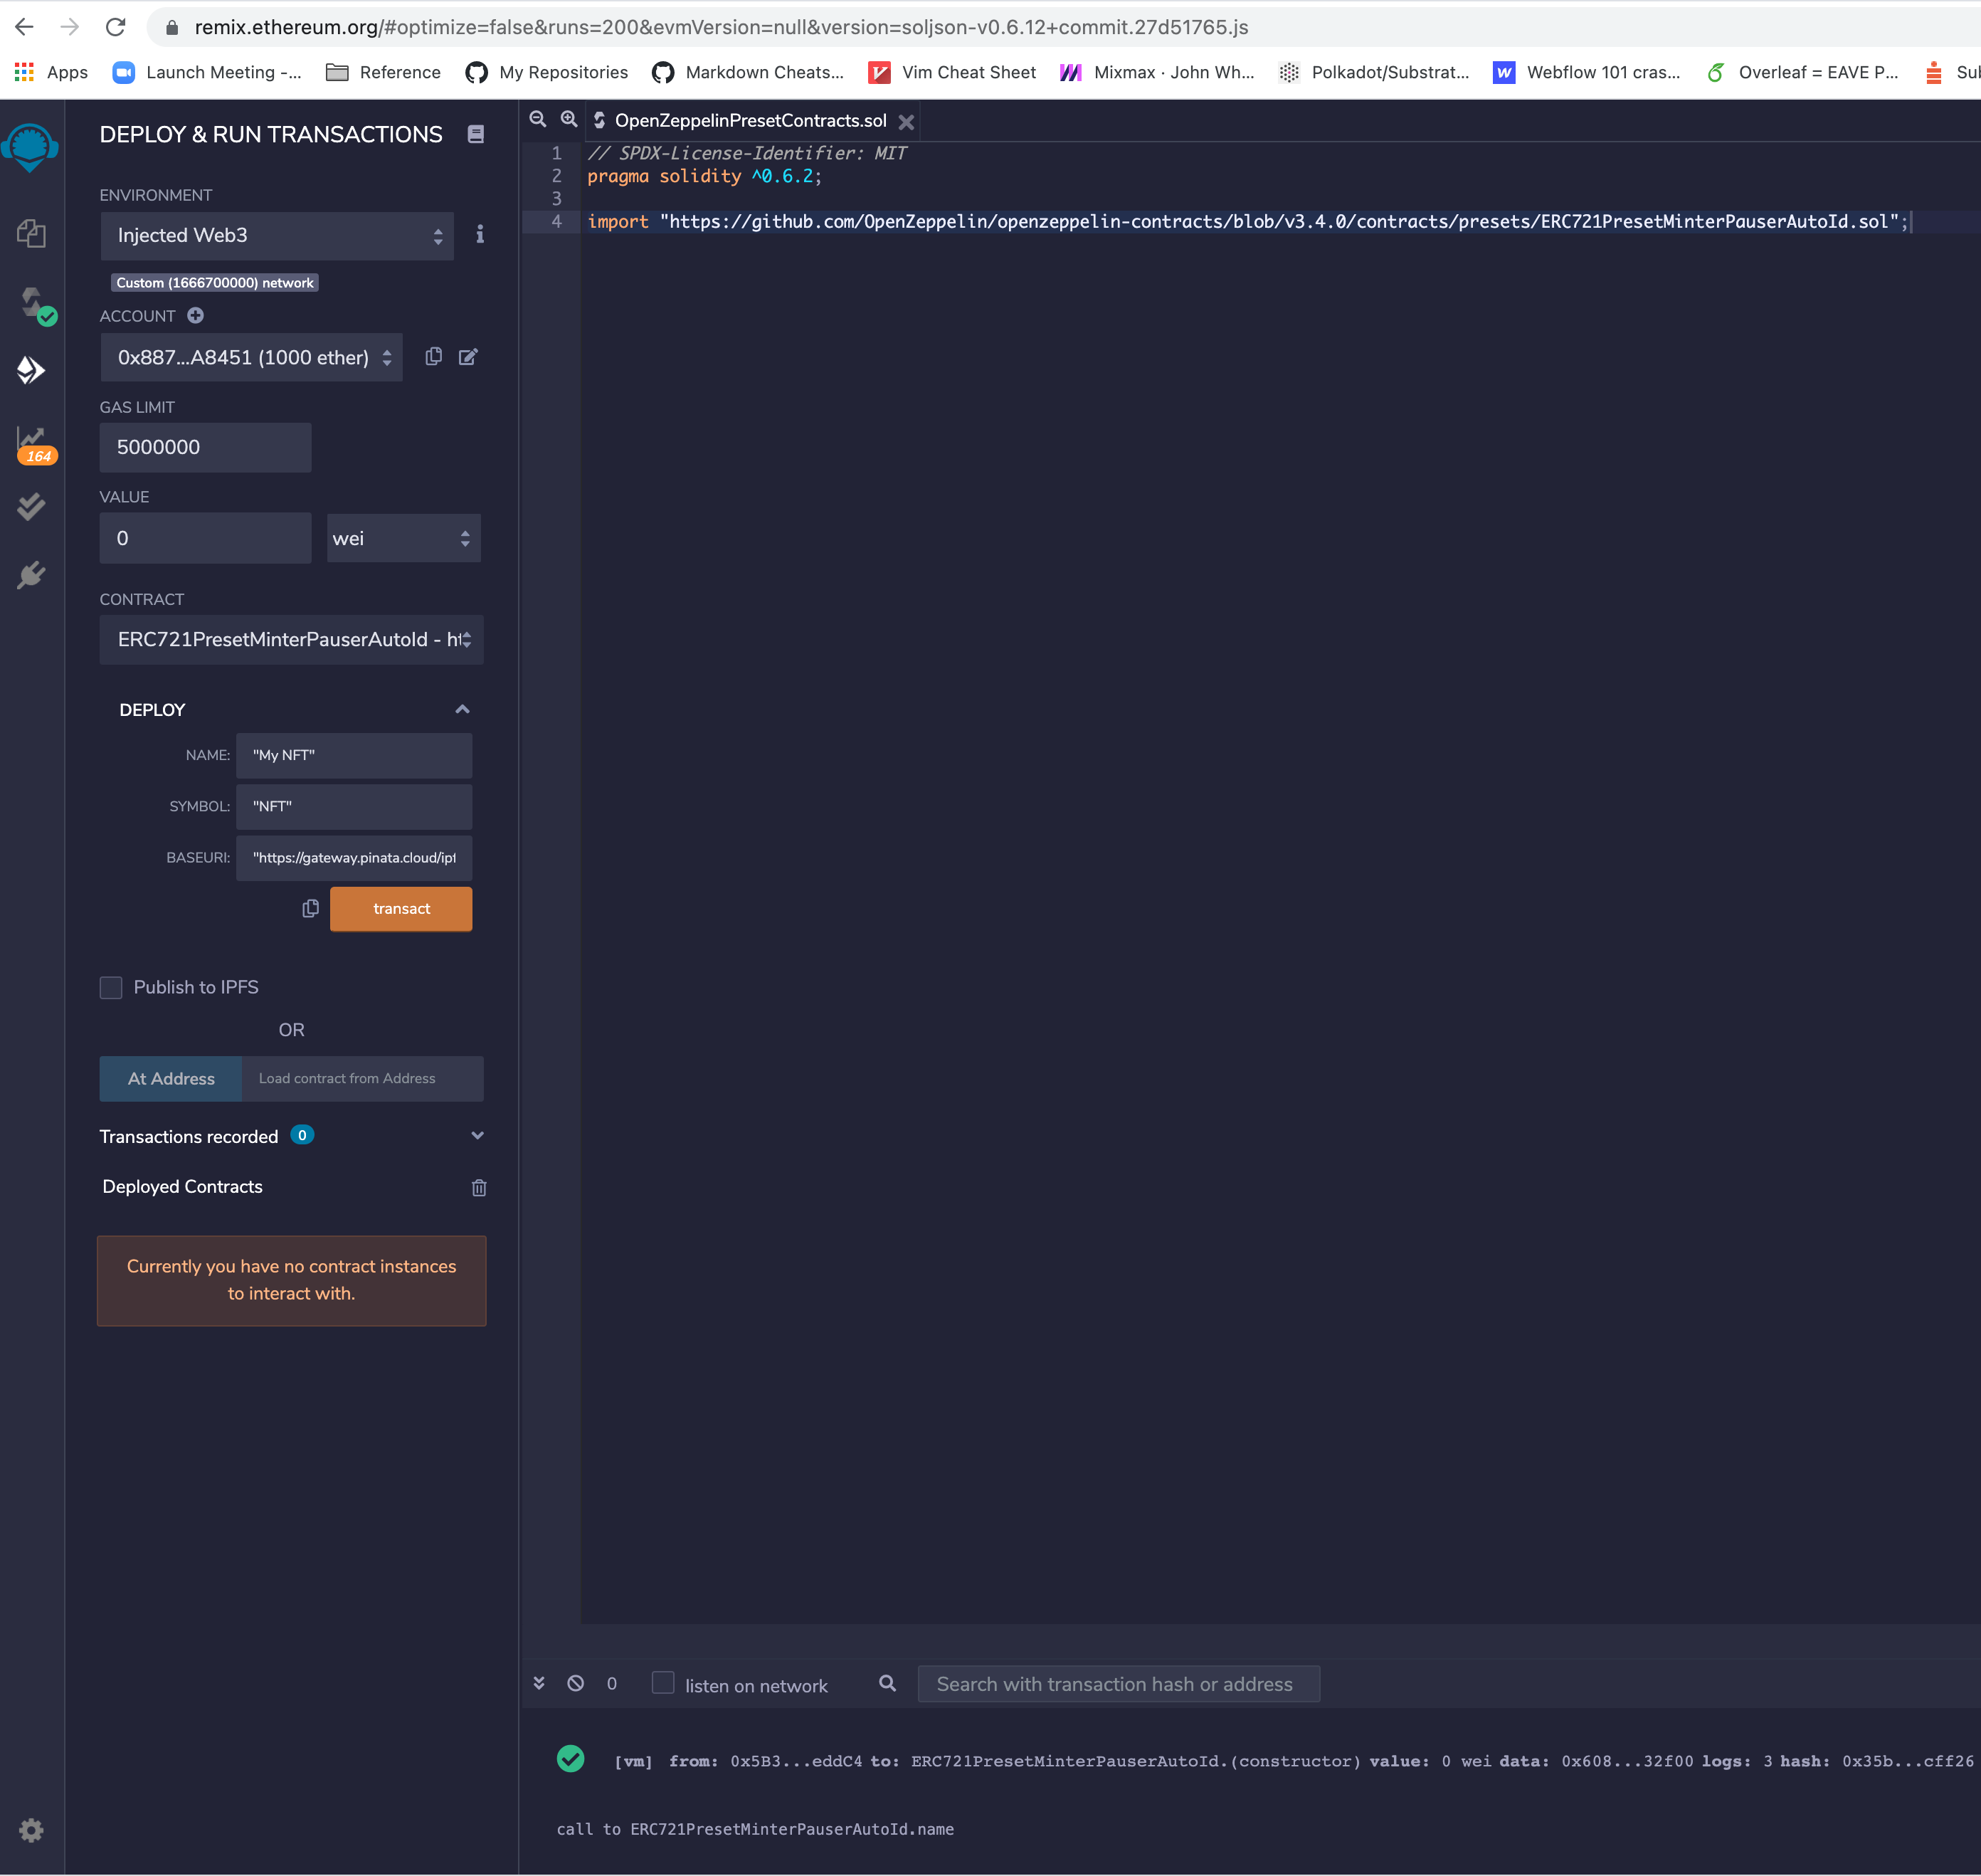 remix.ethereum.org/#optimize=false&runs=200&evmVersion=null&version=soljson-v0.6.12+commit.27d51765.js
Apps Launch Meeting -... Reference My Repositories Markdown Cheats... Vim Cheat Sheet Mixmax · John Wh... Polkadot/Substrat... W Webflow 101 cras... Overleaf = EAVE P...
DEPLOY & RUN TRANSACTIONS
ENVIRONMENT
Injected Web3
Custom (1666700000) network
ACCOUNT
0x887...A8451 (1000 ether)
GAS LIMIT
5000000
164
VALUE
0
wei
CONTRACT
ERC721PresetMinterPauserAutoId - ht
DEPLOY
NAME: "My NFT"
SYMBOL: "NFT"
BASEURI: "https://gateway.pinata.cloud/ipf
transact
Publish to IPFS
OR
At Address Load contract from Address
Transactions recorded 0
Deployed Contracts
Currently you have no contract instances
to interact with.
OpenZeppelinPresetContracts.sol
1 // SPDX-License-Identifier: MIT
2 pragma solidity ^0.6.2;
3
4 import "https://github.com/OpenZeppelin/openzeppelin-contracts/blob/v3.4.0/contracts/presets/ERC721PresetMinterPauserAutoId.sol";
0 listen on network Search with transaction hash or address
[vm] from: 0x5B3...eddC4 to: ERC721PresetMinterPauserAutoId.(constructor) value: 0 wei data: 0x608...32f00 logs: 3 hash: 0x35b...cff26
call to ERC721PresetMinterPauserAutoId.name